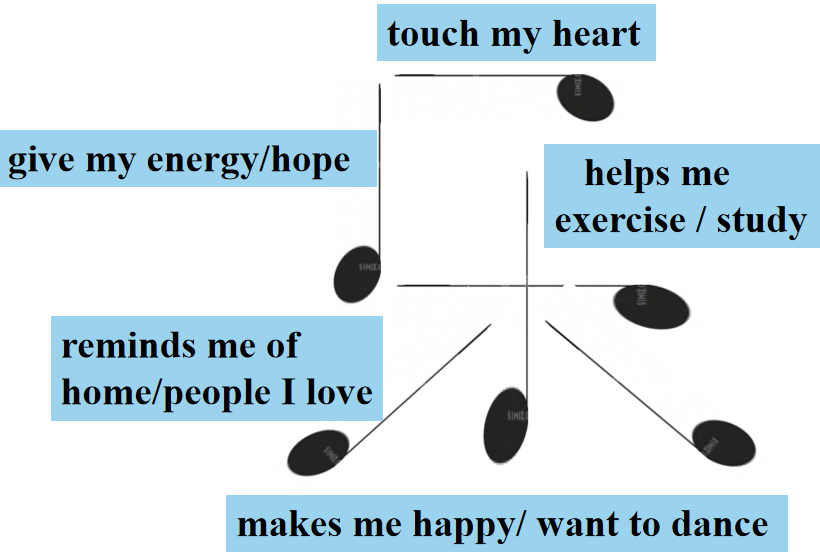 touch my heart
give my energy/hope
helps me
exercise / study
reminds me of
home/people I love
makes me happy/ want to dance